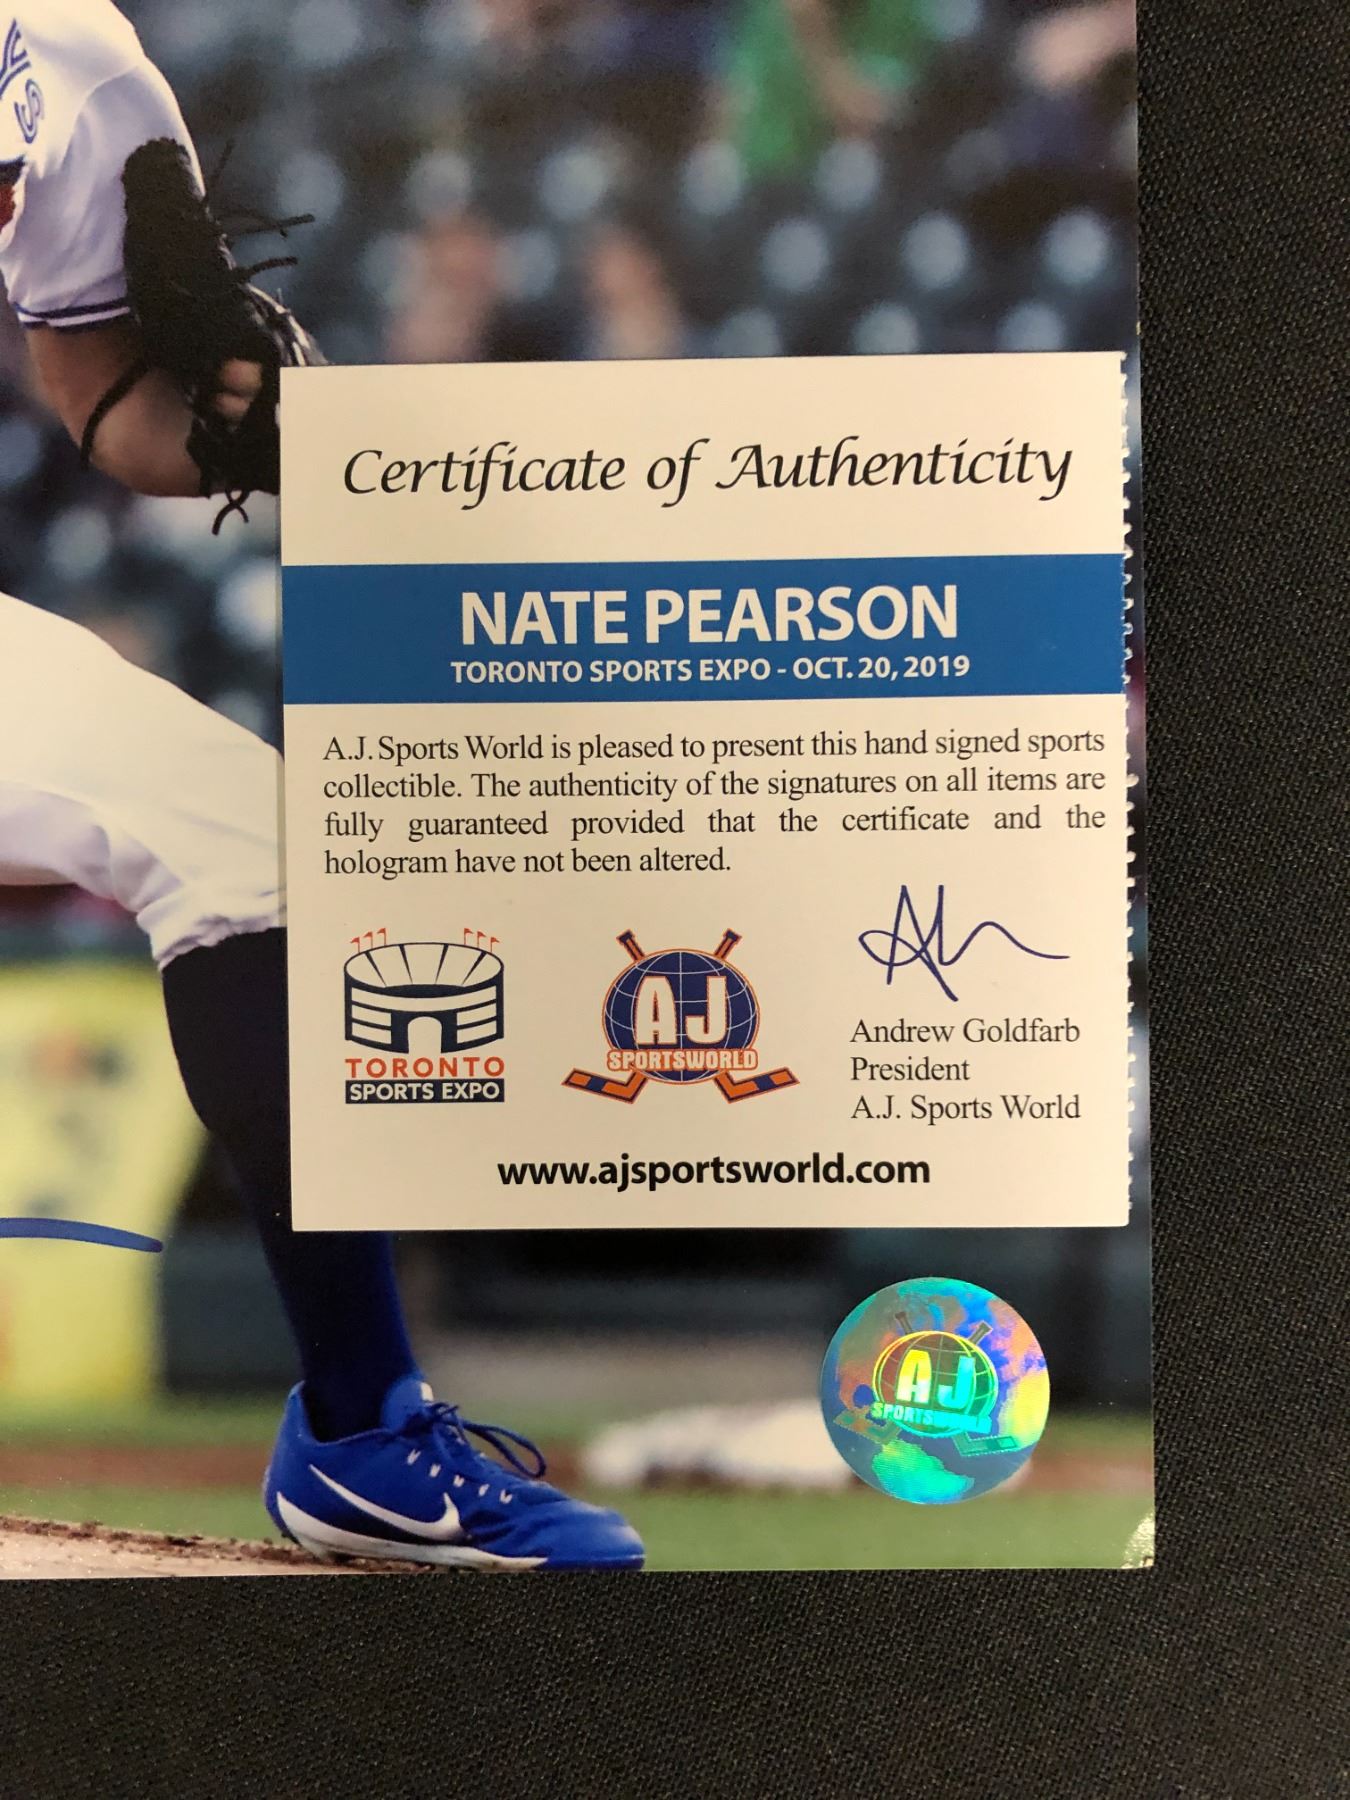 Certificate of Authenticity
NATE PEARSON
TORONTO SPORTS EXPO - OCT. 20, 2019
A.J. Sports World is pleased to present this hand signed sports
collectible. The authenticity of the signatures on all items are
fully guaranteed provided that the certificate and the
hologram have not been altered.
TORONTO
SPORTS EXPO
AJ
SPORTSWORLD
Andrew Goldfarb
President
A.J. Sports World
www.ajsportsworld.com
AJ
SPORTSWORLD